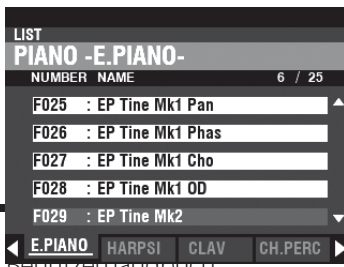 LIST
PIANO -E.PIANO-
NUMBER NAME 6 / 25
F025 : EP Tine Mk1 Pan
F026 : EP Tine Mk1 Phas
F027 : EP Tine Mk1 Cho
F028 : EP Tine Mk1 OD
F029 : EP Tine Mk2
E.PIANO HARPSI CLAV CH.PERC